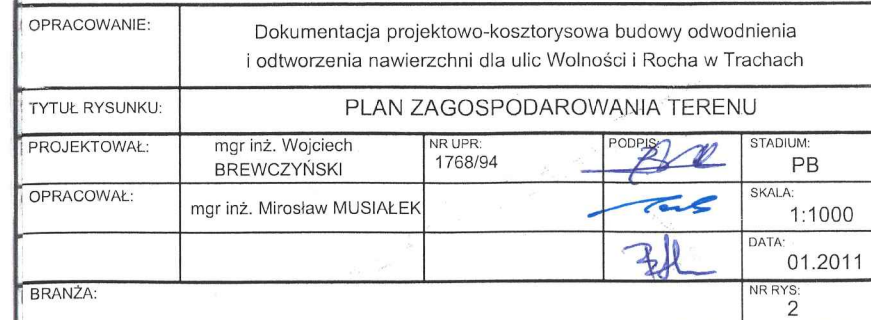 OPRACOWANIE:
Dokumentacja projektowo-kosztorysowa budowy odwodnienia
i odtworzenia nawierzchni dla ulic Wolności i Rocha w Trachach
TYTUŁ RYSUNKU:
PLAN ZAGOSPODAROWANIA TERENU
PROJEKTOWAŁ:
mgr inż. Wojciech
BREWCZYŃSKI
NR UPR:
1768/94
PODPIS:
STADIUM:
PB
OPRACOWAŁ:
mgr inż. Mirosław MUSIAŁEK
SKALA:
1:1000
DATA:
01.2011
BRANŻA:
NR RYS:
2